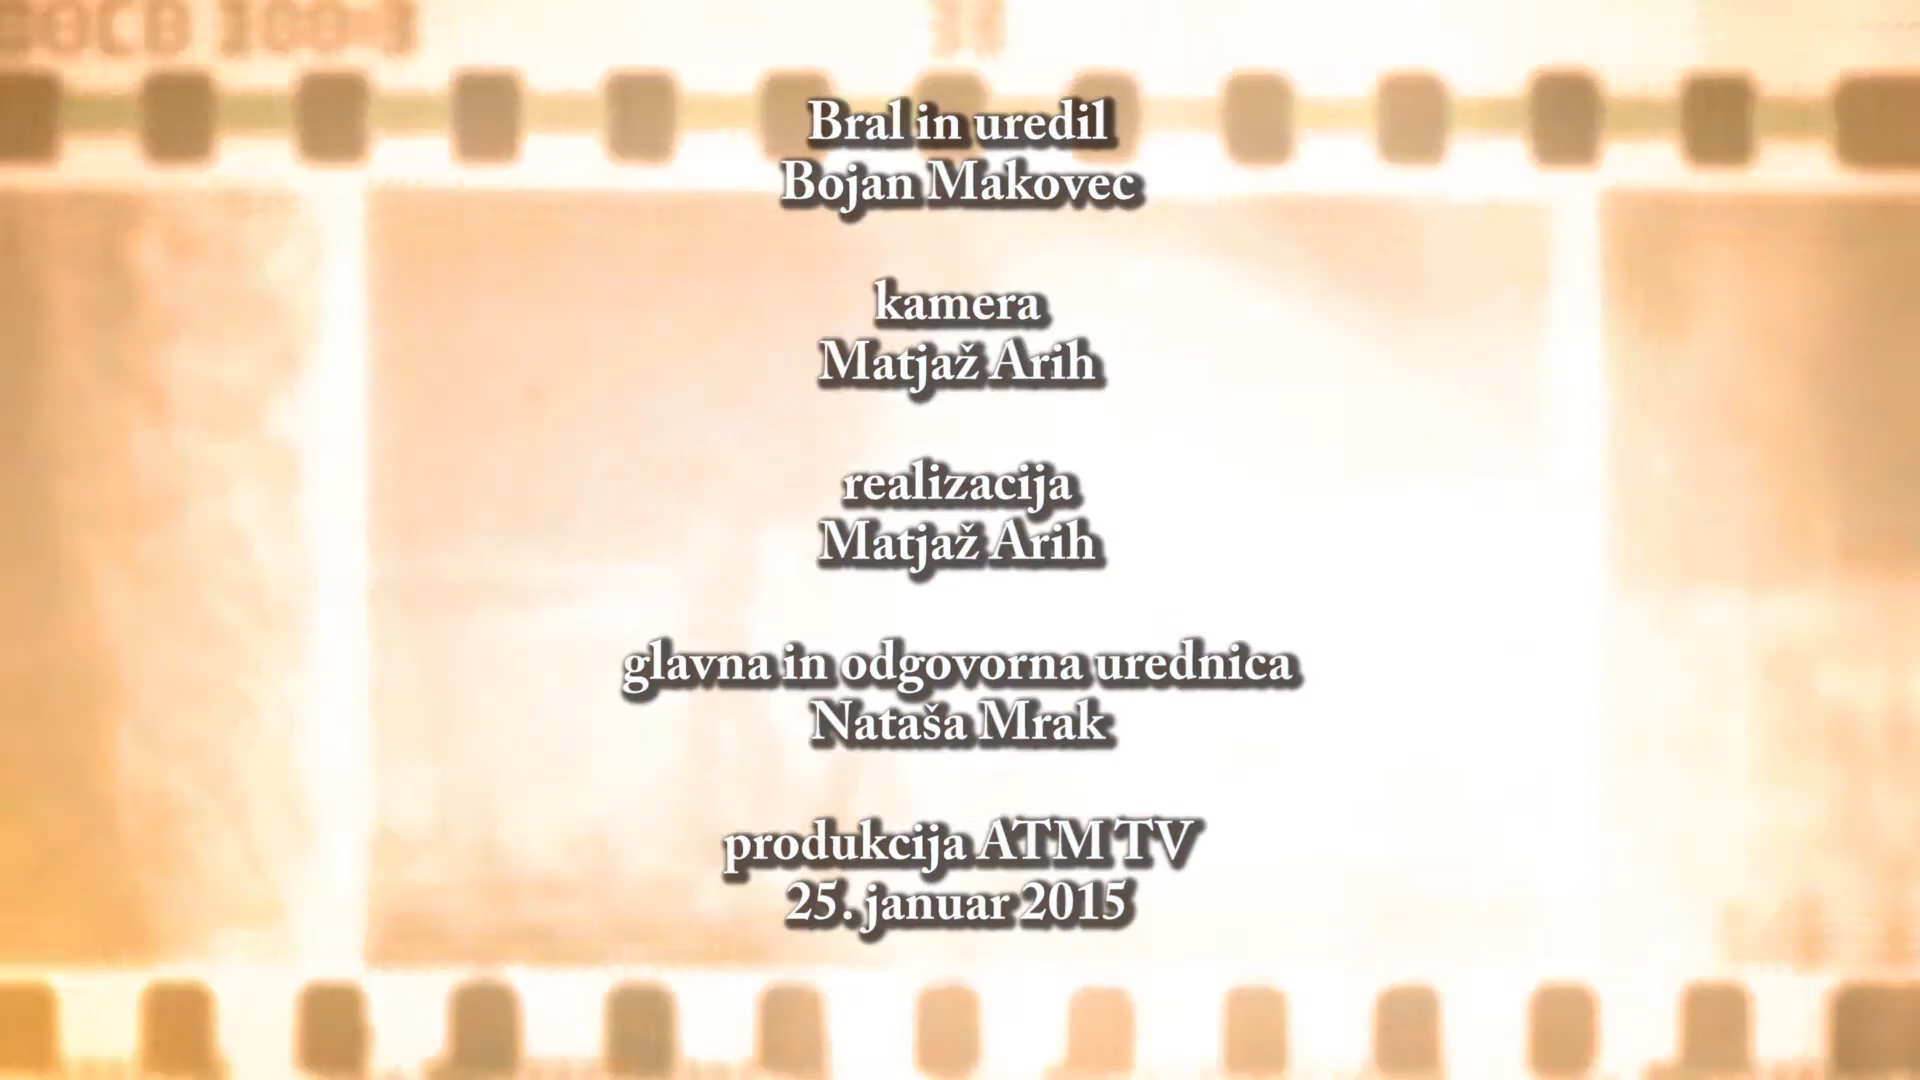 Bral in uredil
Bojan Makovec
kamera
Matjaž Arih
realizacija
Matjaž Arih
glavna in odgovorna urednica
Nataša Mrak
produkcija ATM TV
25. januar 2015